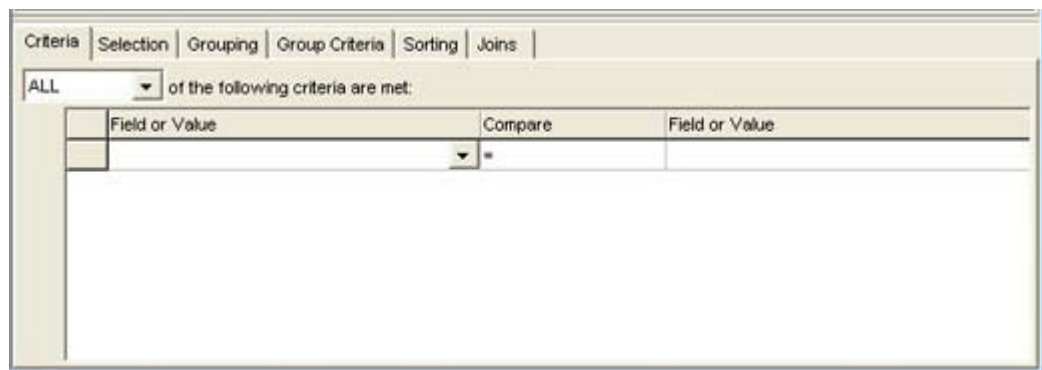 Criteria Selection Grouping Group Criteria Sorting Joins
ALL of the following criteria are met:
Field or Value Compare Field or Value
=